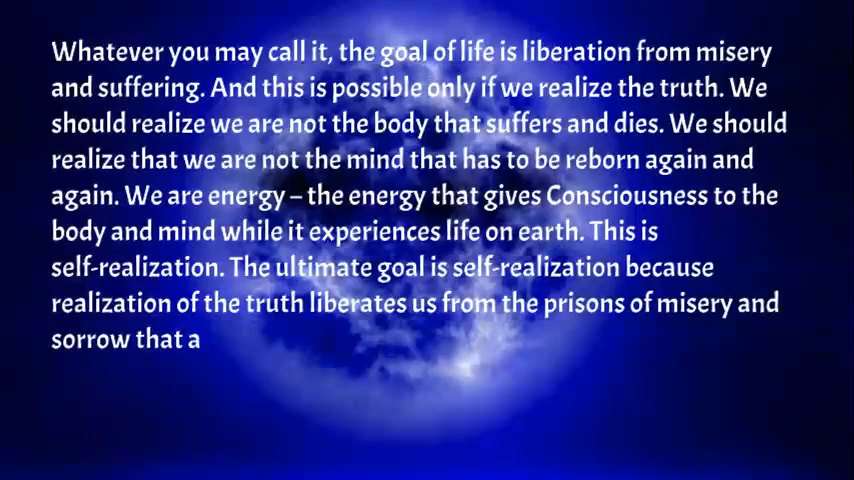 Whatever you may call it, the goal of life is liberation from misery
and suffering. And this is possible only if we realize the truth. We
should realize we are not the body that suffers and dies. We should
realize that we are not the mind that has to be reborn again and
again. We are energy – the energy that gives Consciousness to the
body and mind while it experiences life on earth. This is
self-realization. The ultimate goal is self-realization because
realization of the truth liberates us from the prisons of misery and
sorrow that a